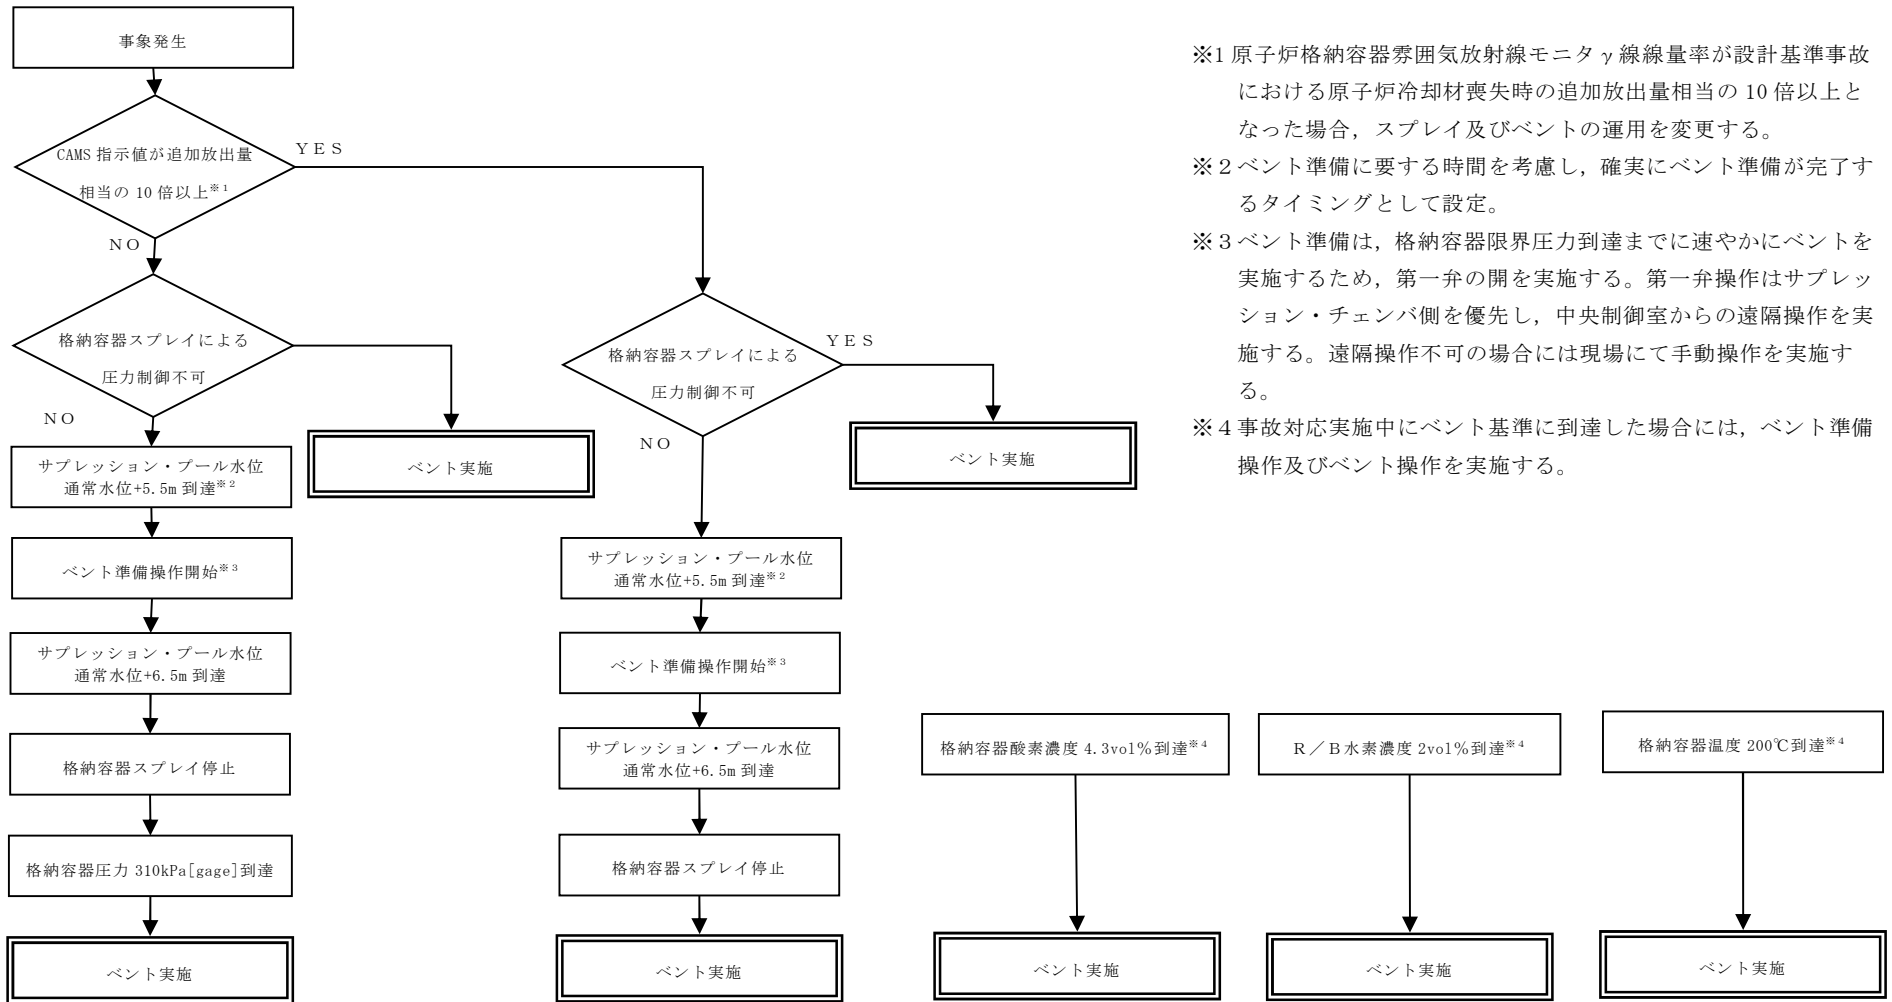 事象発生
CAMS 指示値が追加放出量
相当の 10 倍以上※1
YES
NO
格納容器スプレイによる
圧力制御不可
NO
ベント実施
サプレッション・プール水位
通常水位+5.5m 到達※2
ベント準備操作開始※3
サプレッション・プール水位
通常水位+6.5m 到達
格納容器スプレイ停止
格納容器圧力 310kPa[gage]到達
ベント実施
格納容器スプレイによる
圧力制御不可
YES
NO
ベント実施
サプレッション・プール水位
通常水位+5.5m 到達※2
ベント準備操作開始※3
サプレッション・プール水位
通常水位+6.5m 到達
格納容器スプレイ停止
ベント実施
格納容器酸素濃度 4.3vol%到達※4
ベント実施
R/B水素濃度 2vol%到達※4
ベント実施
格納容器温度 200℃到達※4
ベント実施
※1 原子炉格納容器雰囲気放射線モニタγ線線量率が設計基準事故
における原子炉冷却材喪失時の追加放出量相当の 10 倍以上と
なった場合，スプレイ及びベントの運用を変更する。
※２ベント準備に要する時間を考慮し，確実にベント準備が完了す
るタイミングとして設定。
※３ベント準備は，格納容器限界圧力到達までに速やかにベントを
実施するため，第一弁の開を実施する。第一弁操作はサプレッ
ション・チェンバ側を優先し，中央制御室からの遠隔操作を実
施する。遠隔操作不可の場合には現場にて手動操作を実施す
る。
※４事故対応実施中にベント基準に到達した場合には，ベント準備
操作及びベント操作を実施する。